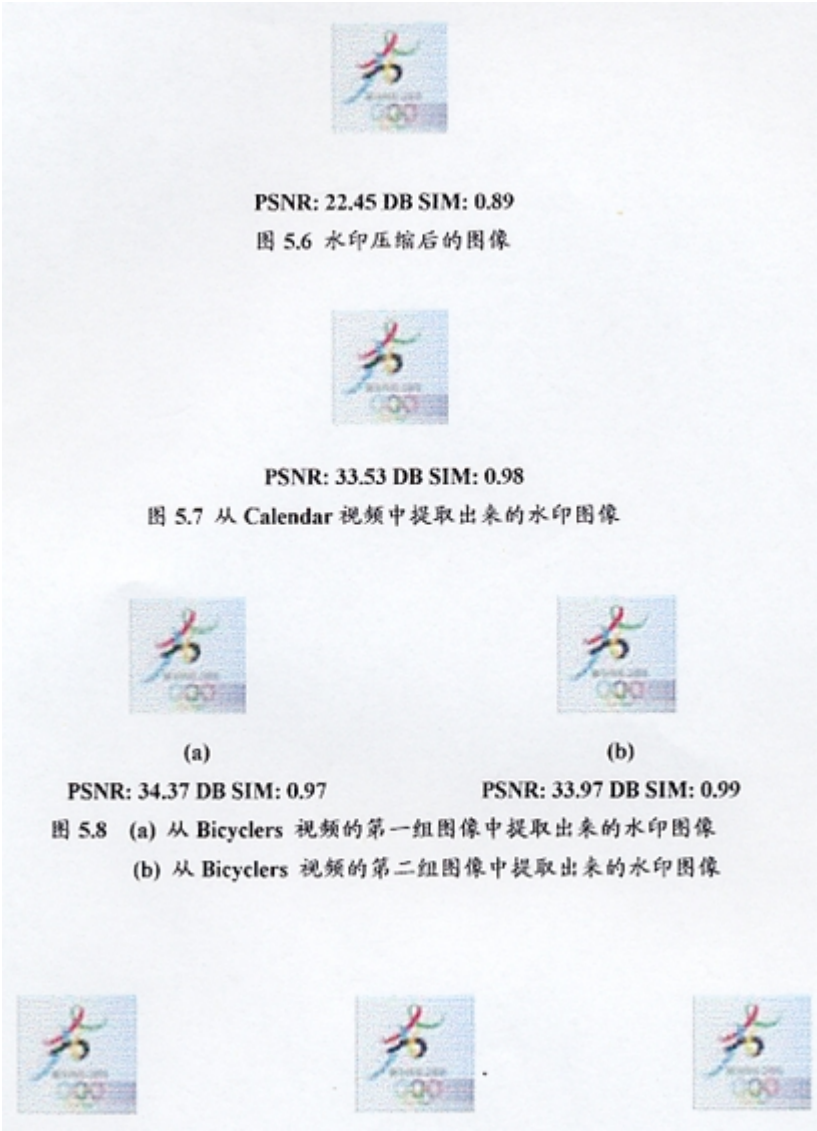 PSNR: 22.45 DB SIM: 0.89
图 5.6 水印压缩后的图像
PSNR: 33.53 DB SIM: 0.98
图 5.7 从 Calendar 视频中提取出来的水印图像
(a)
(b)
PSNR: 34.37 DB SIM: 0.97
PSNR: 33.97 DB SIM: 0.99
图 5.8 (a) 从 Bicyclers 视频的第一组图像中提取出来的水印图像
(b) 从 Bicyclers 视频的第二组图像中提取出来的水印图像